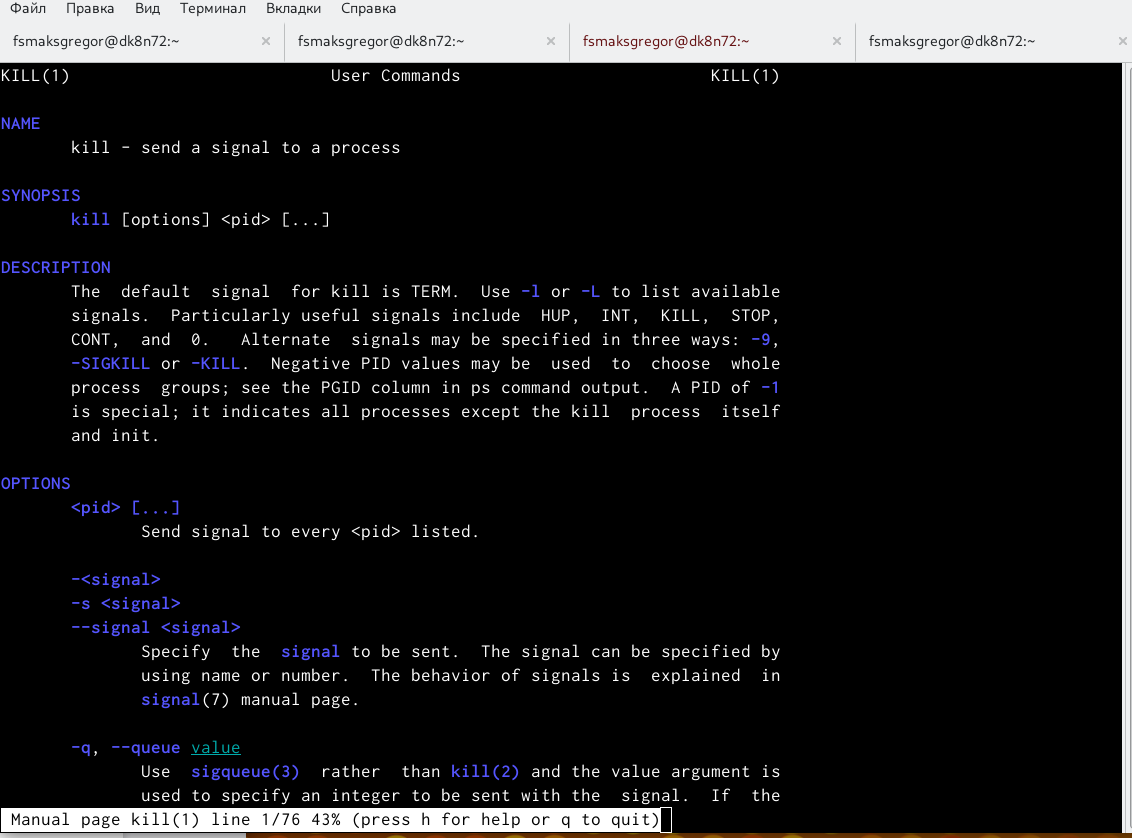 Файл Правка Вид Терминал Вкладки Справка
fsmaksgregor@dk8n72:~ × fsmaksgregor@dk8n72:~ × fsmaksgregor@dk8n72:~ × fsmaksgregor@dk8n72:~ ×
KILL(1) User Commands KILL(1)
NAME
kill - send a signal to a process
SYNOPSIS
kill [options] <pid> [...]
DESCRIPTION
The default signal for kill is TERM. Use -l or -L to list available
signals. Particularly useful signals include HUP, INT, KILL, STOP,
CONT, and 0. Alternate signals may be specified in three ways: -9,
-SIGKILL or -KILL. Negative PID values may be used to choose whole
process groups; see the PGID column in ps command output. A PID of -1
is special; it indicates all processes except the kill process itself
and init.
OPTIONS
<pid> [...]
Send signal to every <pid> listed.
-<signal>
-s <signal>
--signal <signal>
Specify the signal to be sent. The signal can be specified by
using name or number. The behavior of signals is explained in
signal(7) manual page.
-q, --queue value
Use sigqueue(3) rather than kill(2) and the value argument is
used to specify an integer to be sent with the signal. If the
Manual page kill(1) line 1/76 43% (press h for help or q to quit)